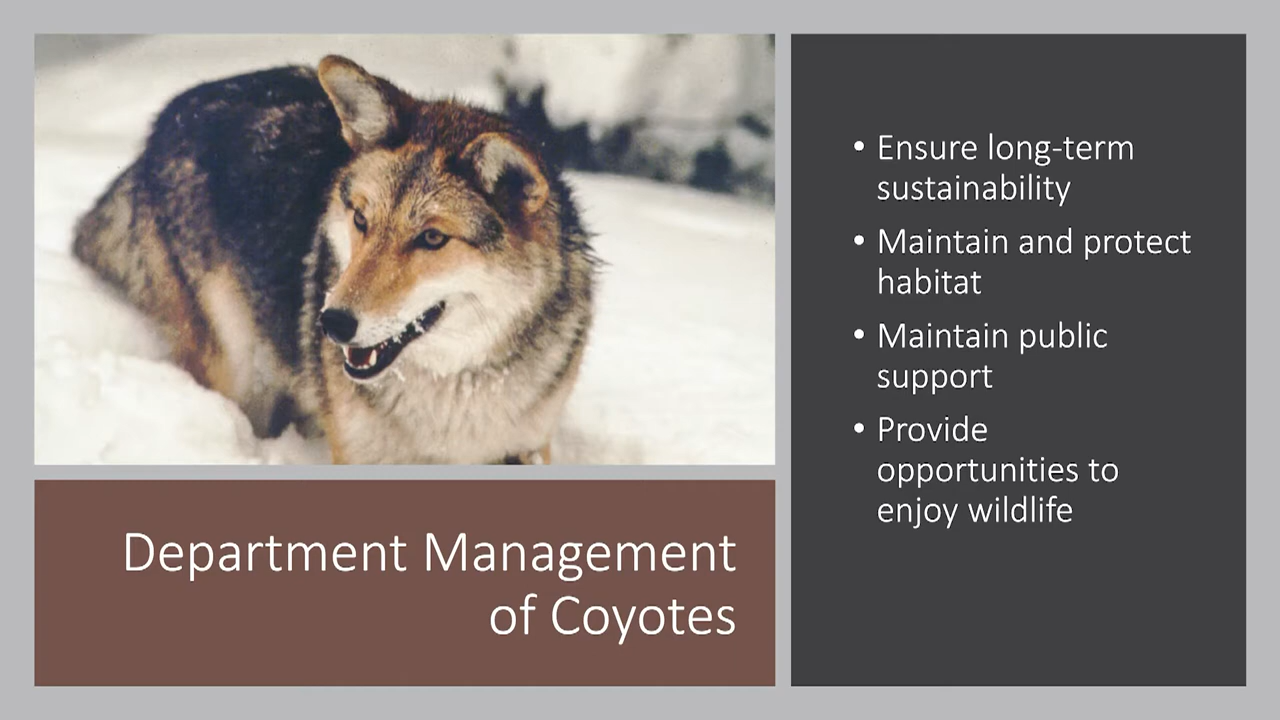 Department Management
of Coyotes
• Ensure long-term
sustainability
• Maintain and protect
habitat
• Maintain public
support
• Provide
opportunities to
enjoy wildlife